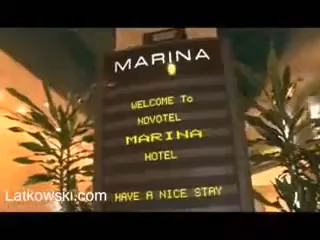 MARINA
WELCOME To
NOVOTEL
MARINA
HOTEL
HAVE A NICE STAY
Latkowski.com